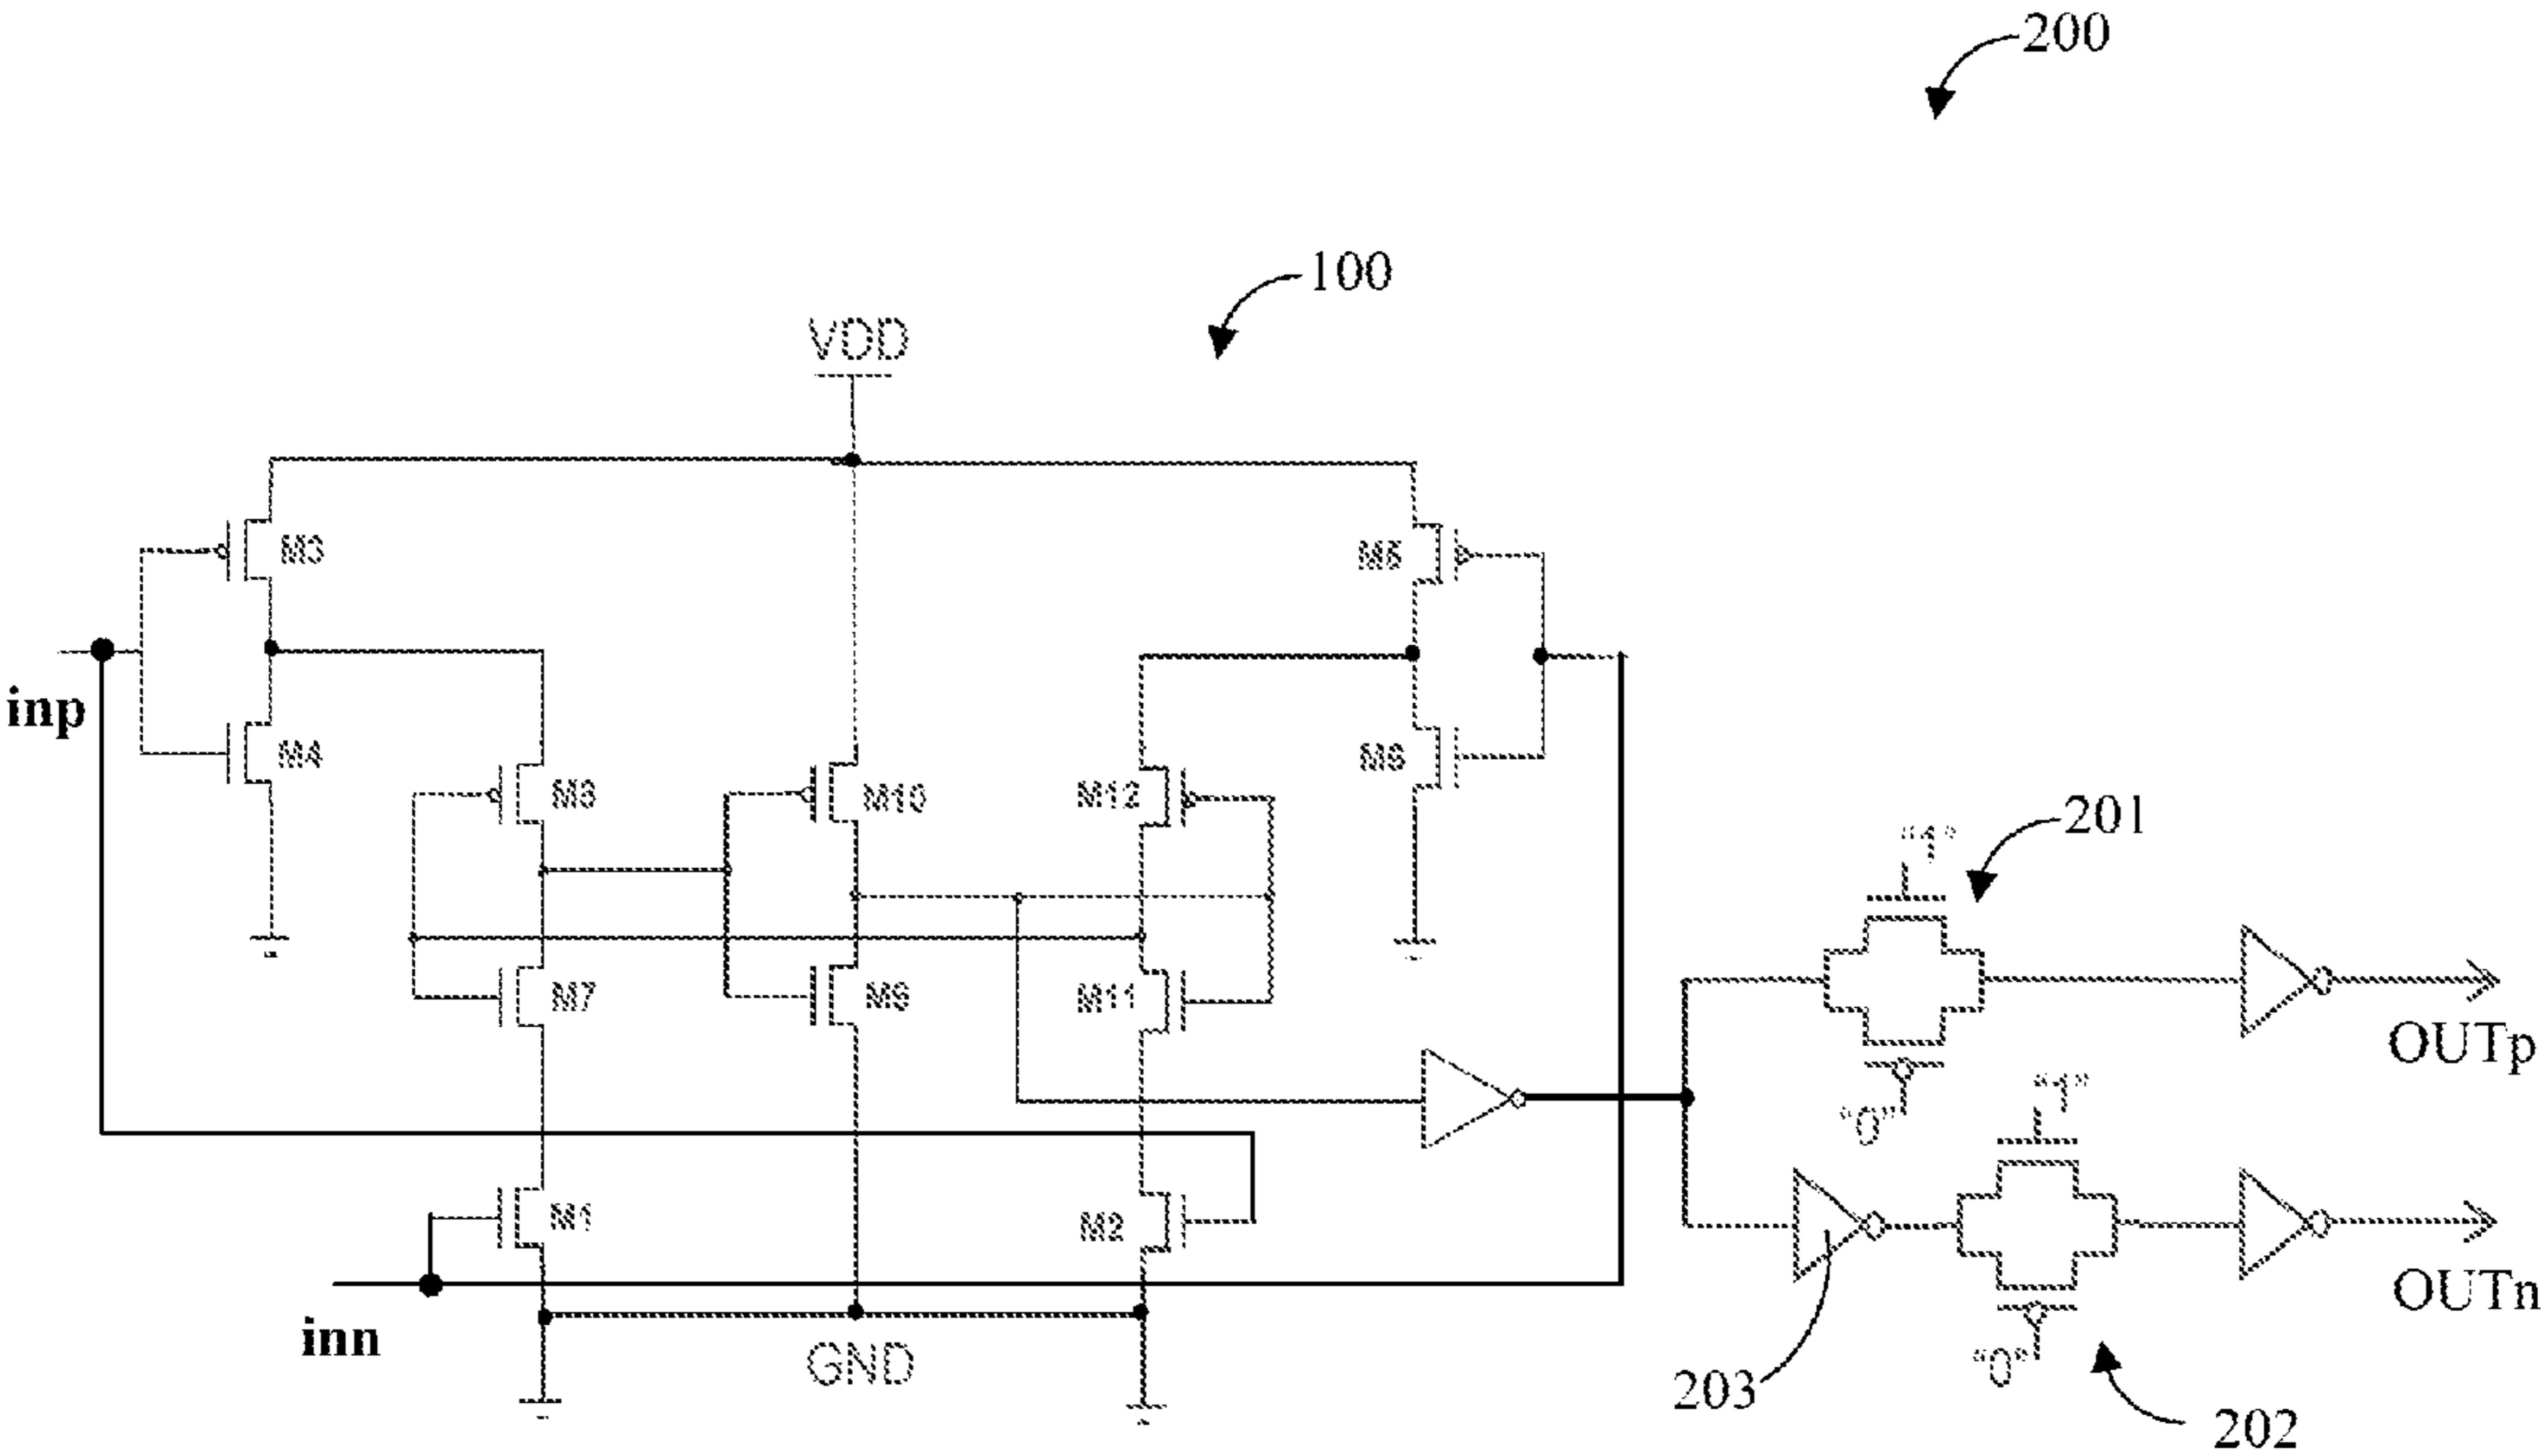 200
100
VDD
M3
M5
inp
M4
M6
M8
M10
M12
201
"1"
M7
M9
M11
OUTp
"1"
"0"
M1
M2
OUTn
inn
GND
203
"0"
202